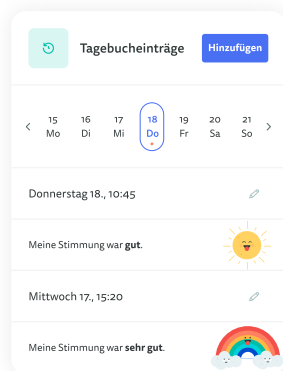 Tagebucheinträge
Hinzufügen
15 16 17 18 19 20 21
Mo Di Mi Do Fr Sa So
Donnerstag 18., 10:45
Meine Stimmung war gut.
Mittwoch 17., 15:20
Meine Stimmung war sehr gut.